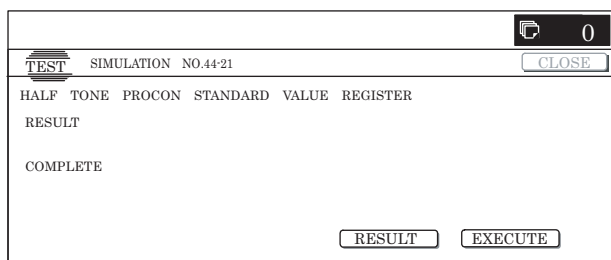 0
TEST SIMULATION NO.44-21 CLOSE
HALF TONE PROCON STANDARD VALUE REGISTER
RESULT
COMPLETE
RESULT EXECUTE